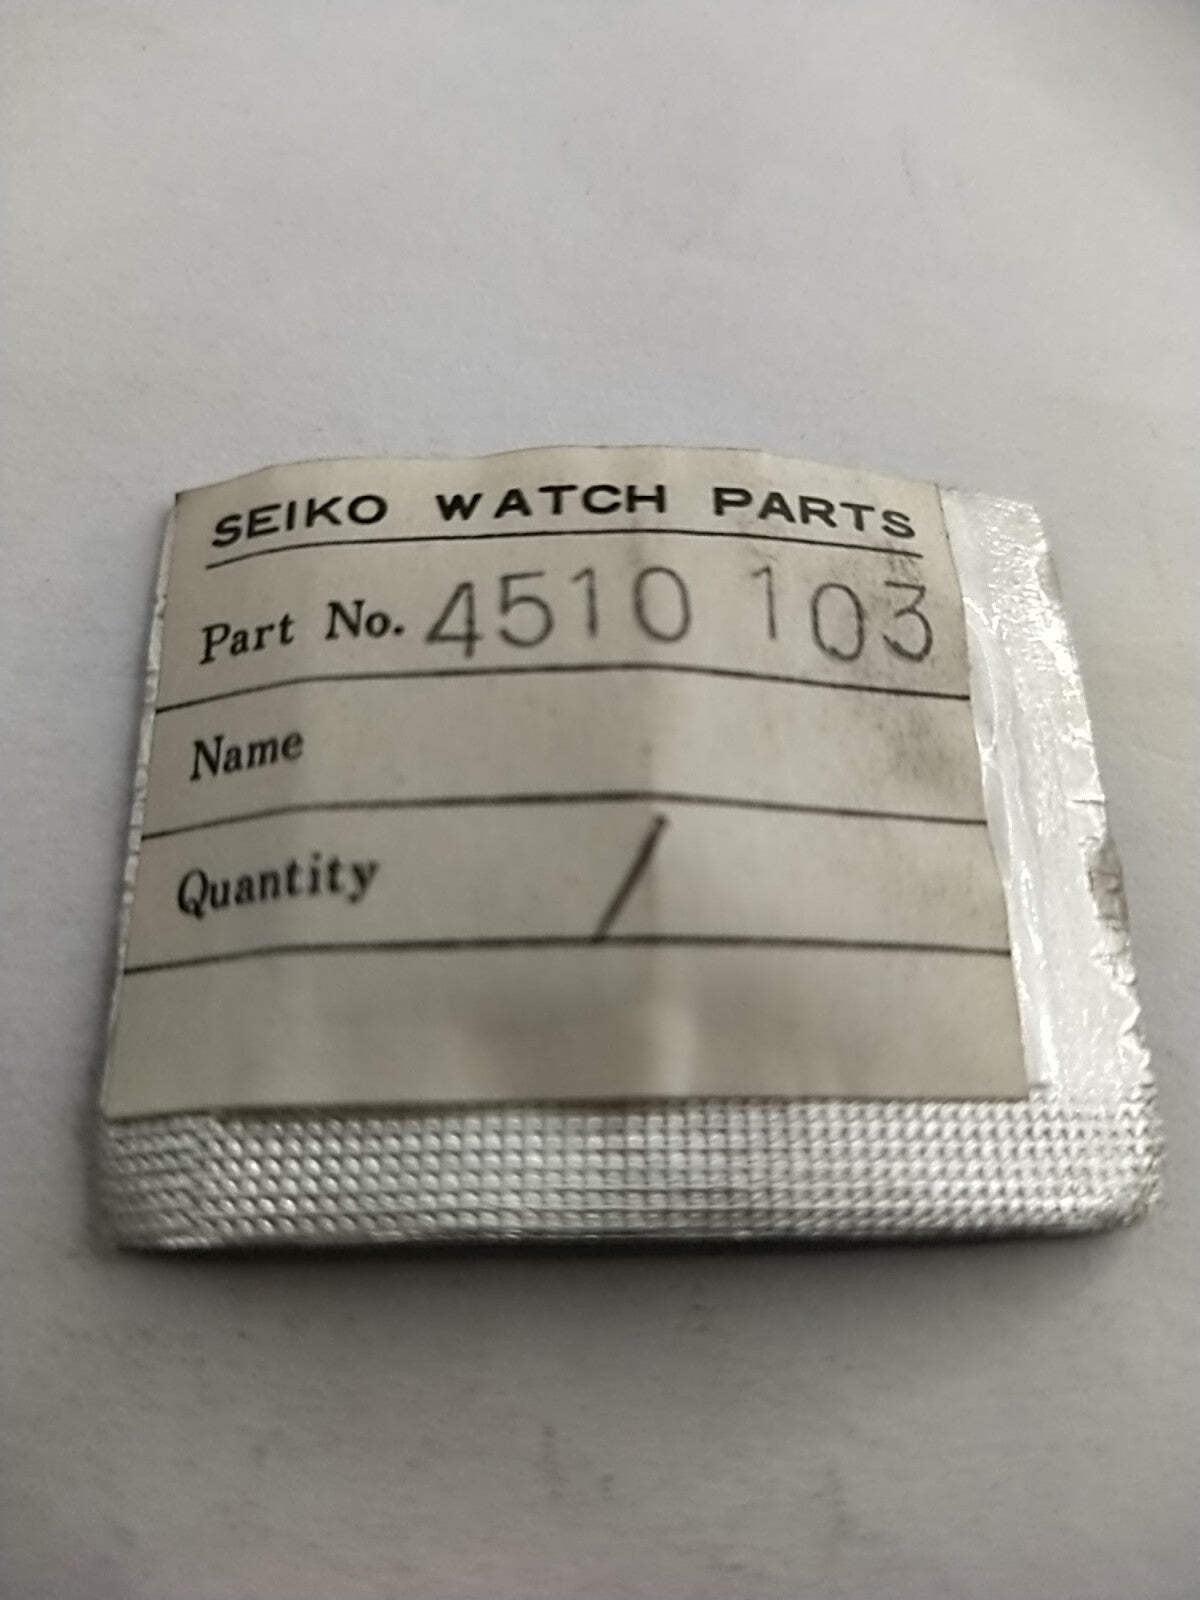 SEIKO WATCH PARTS
Part No. 4510 103
Name
Quantity /